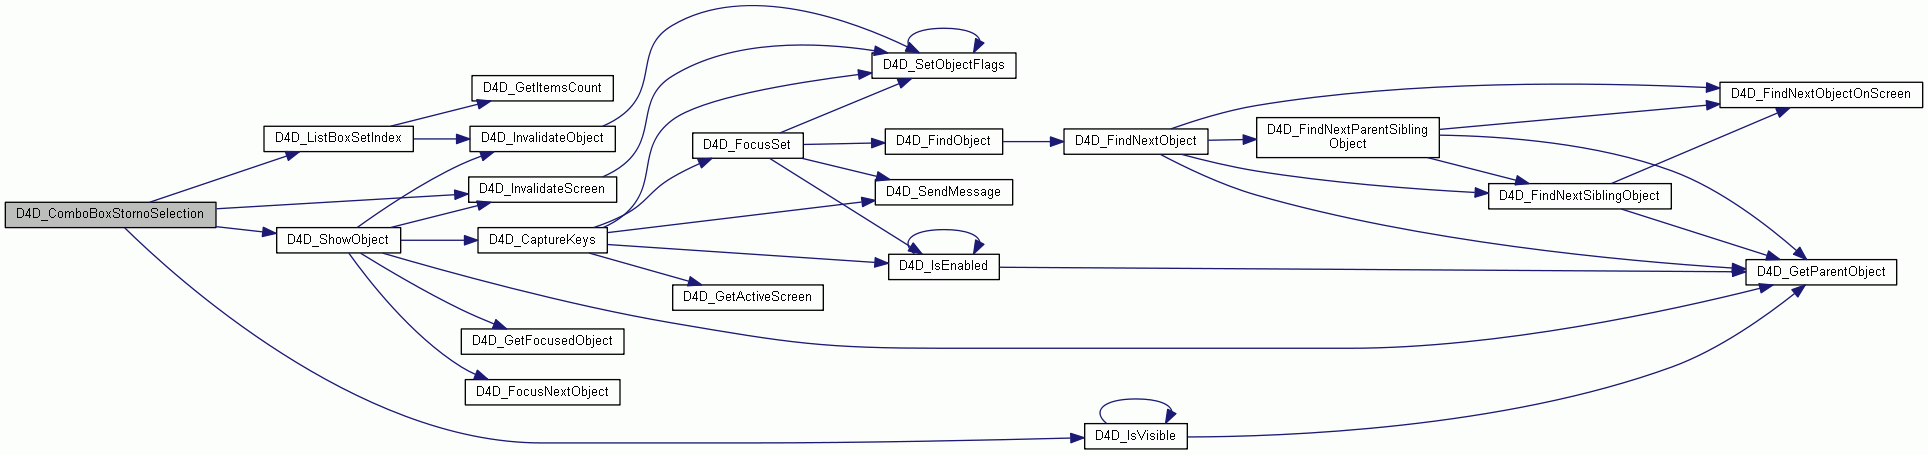 D4D_ComboBoxStornoSelection
D4D_ListBoxSetIndex
D4D_ShowObject
D4D_GetItemsCount
D4D_InvalidateObject
D4D_InvalidateScreen
D4D_CaptureKeys
D4D_GetFocusedObject
D4D_FocusNextObject
D4D_FocusSet
D4D_GetActiveScreen
D4D_SetObjectFlags
D4D_FindObject
D4D_SendMessage
D4D_IsEnabled
D4D_FindNextObject
D4D_IsVisible
D4D_FindNextParentSibling
Object
D4D_FindNextSiblingObject
D4D_FindNextObjectOnScreen
D4D_GetParentObject